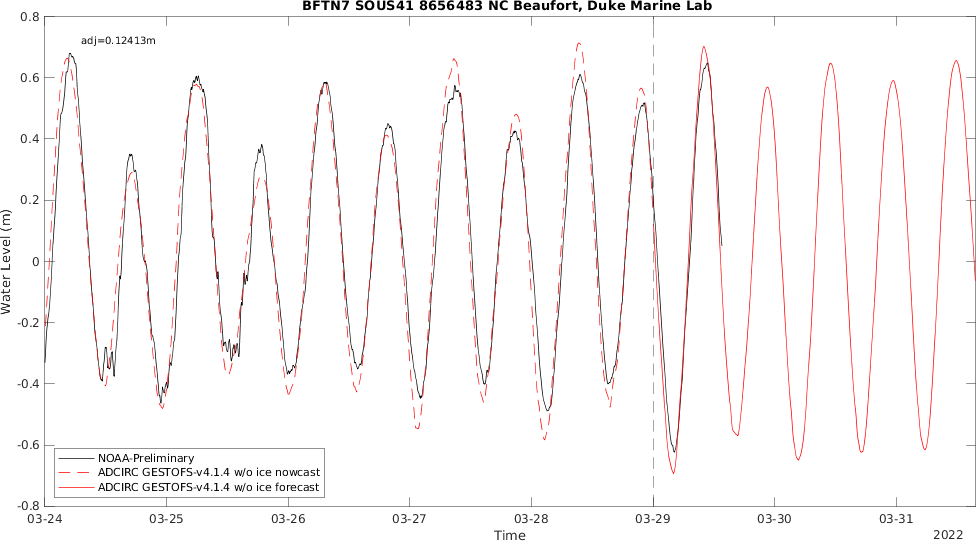 BFTN7 SOUS41 8656483 NC Beaufort, Duke Marine Lab
adj=0.12413m
0.8
0.6
0.4
0.2
0
-0.2
-0.4
-0.6
-0.8
Water Level (m)
NOAA-Preliminary
ADCIRC GESTOFS-v4.1.4 w/o ice nowcast
ADCIRC GESTOFS-v4.1.4 w/o ice forecast
03-24 03-25 03-26 03-27 03-28 03-29 03-30 03-31
Time
2022